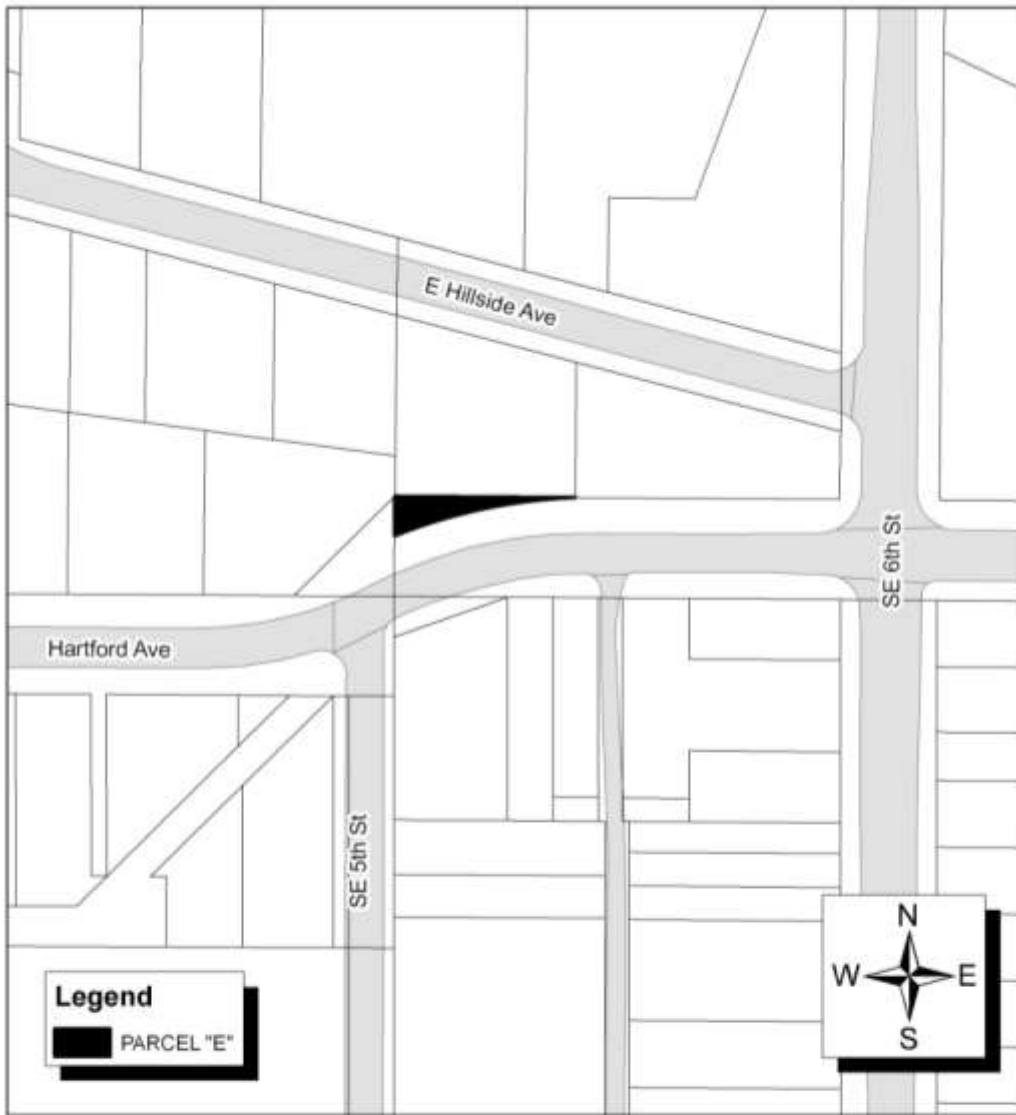 E Hillside Ave
SE 6th St
Hartford Ave
SE 5th St
N
W E
S
Legend
PARCEL "E"